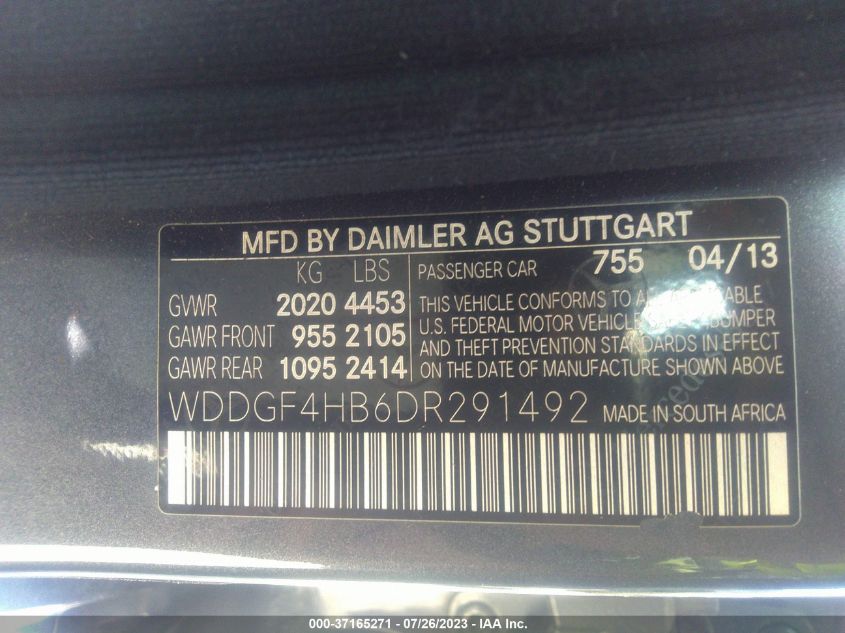 MFD BY DAIMLER AG STUTTGART
KG LBS
GVWR 2020 4453
GAWR FRONT 955 2105
GAWR REAR 1095 2414
PASSENGER CAR 755 04/13
THIS VEHICLE CONFORMS TO ALL APPLICABLE
U.S. FEDERAL MOTOR VEHICLE BUMPER
AND THEFT PREVENTION STANDARDS IN EFFECT
ON THE DATE OF MANUFACTURE SHOWN ABOVE
WDDGF4HB6DR291492 MADE IN SOUTH AFRICA
000-37165271 - 07/26/2023 - IAA Inc.